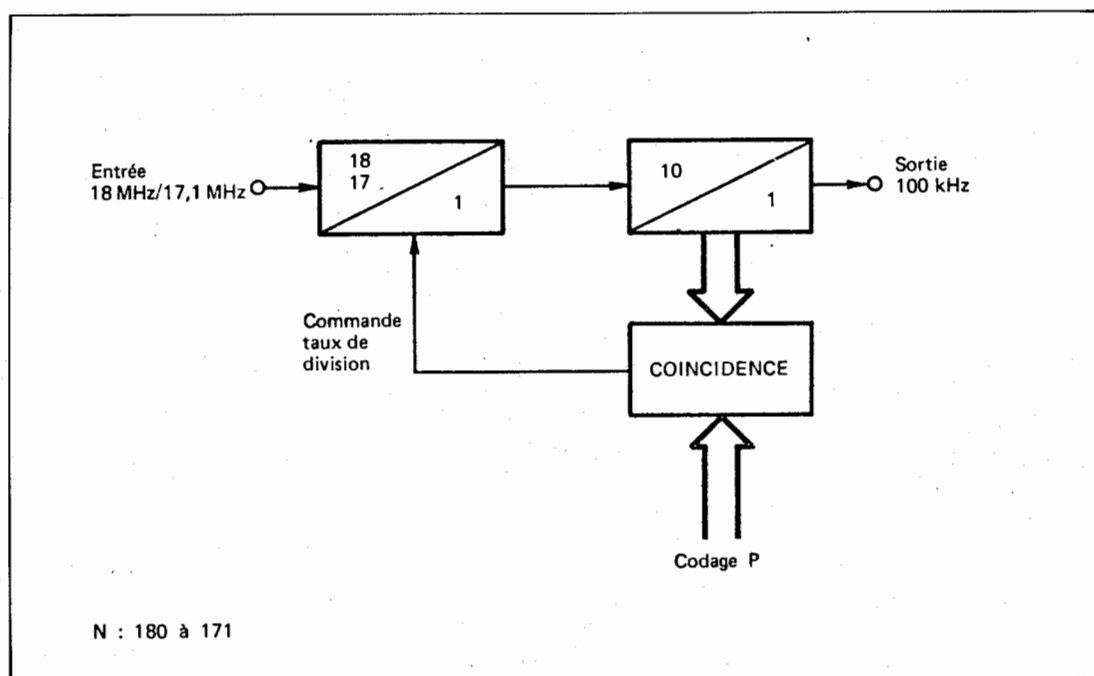 Entrée
18 MHz/17,1 MHz
18
17
1
10
1
Sortie
100 kHz
Commande
taux de
division
COINCIDENCE
Codage P
N : 180 à 171